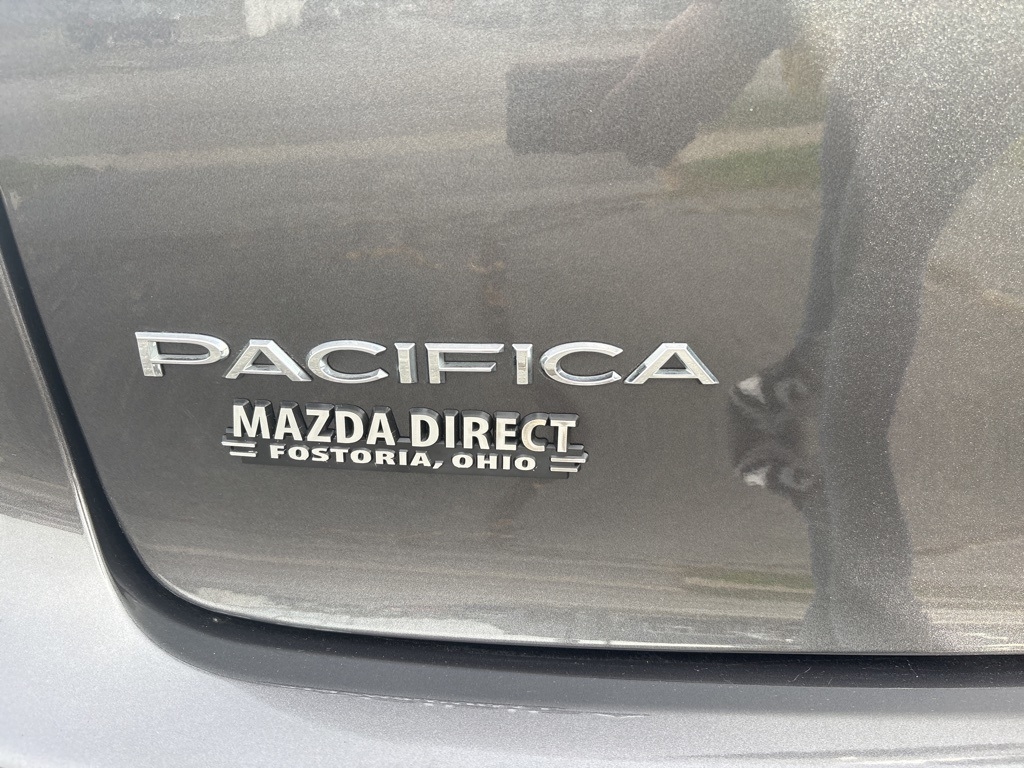 PACIFICA
MAZDA DIRECT
FOSTORIA, OHIO